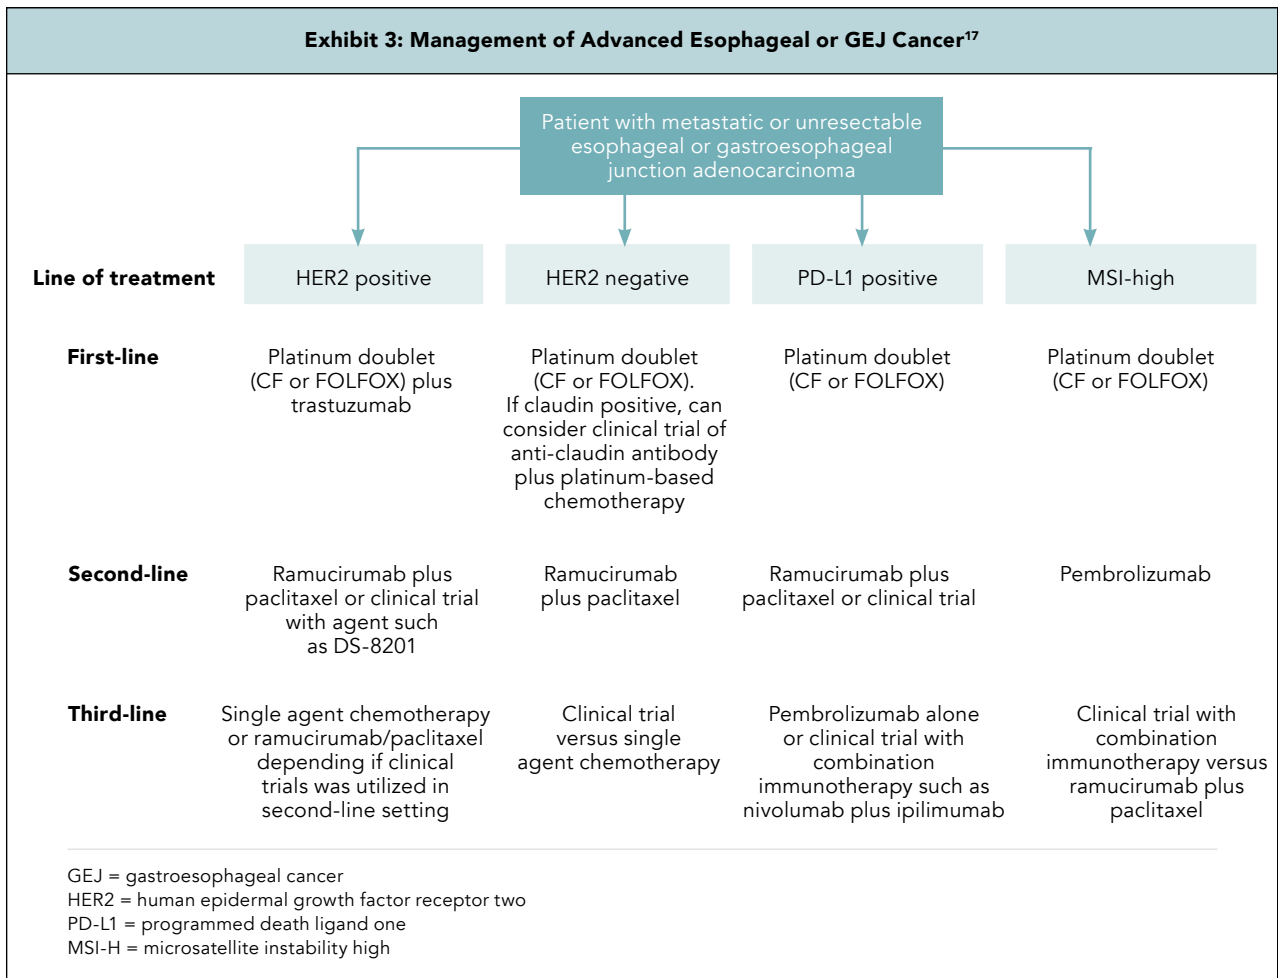 Exhibit 3: Management of Advanced Esophageal or GEJ Cancer17
Patient with metastatic or unresectable
esophageal or gastroesophageal
junction adenocarcinoma
Line of treatment
HER2 positive
HER2 negative
PD-L1 positive
MSI-high
First-line
Platinum doublet
(CF or FOLFOX) plus
trastuzumab
Platinum doublet
(CF or FOLFOX).
If claudin positive, can
consider clinical trial of
anti-claudin antibody
plus platinum-based
chemotherapy
Platinum doublet
(CF or FOLFOX)
Platinum doublet
(CF or FOLFOX)
Second-line
Ramucirumab plus
paclitaxel or clinical trial
with agent such
as DS-8201
Ramucirumab
plus paclitaxel
Ramucirumab plus
paclitaxel or clinical trial
Pembrolizumab
Third-line
Single agent chemotherapy
or ramucirumab/paclitaxel
depending if clinical
trials was utilized in
second-line setting
Clinical trial
versus single
agent chemotherapy
Pembrolizumab alone
or clinical trial with
combination
immunotherapy such as
nivolumab plus ipilimumab
Clinical trial with
combination
immunotherapy versus
ramucirumab plus
paclitaxel
GEJ = gastroesophageal cancer
HER2 = human epidermal growth factor receptor two
PD-L1 = programmed death ligand one
MSI-H = microsatellite instability high